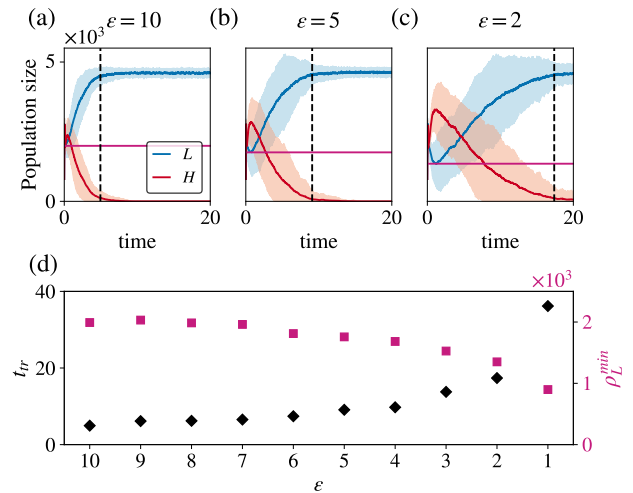 (a) ε = 10 (b) ε = 5 (c) ε = 2
×10³
5
Population size
L
H
0
0 20 0 20 0 20
time time time
(d)
×10³
40
20
0
t_tr
2
1
0
ρ_L^min
10 9 8 7 6 5 4 3 2 1
ε